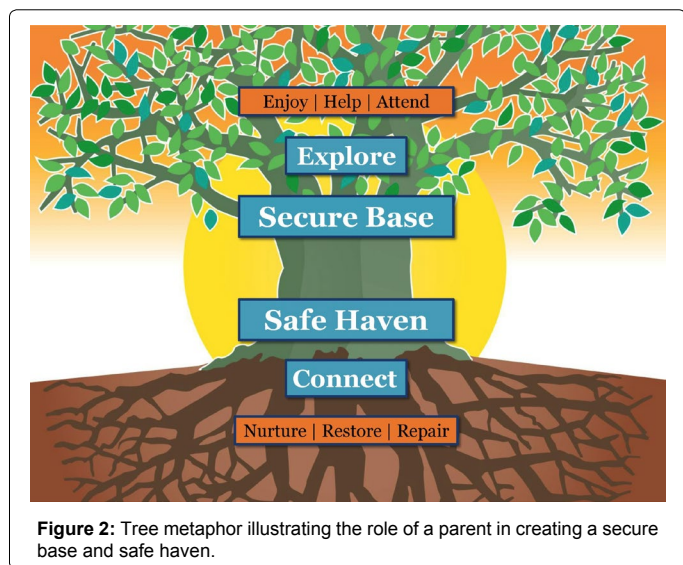 Enjoy | Help | Attend
Explore
Secure Base
Safe Haven
Connect
Nurture | Restore | Repair
Figure 2: Tree metaphor illustrating the role of a parent in creating a secure
base and safe haven.